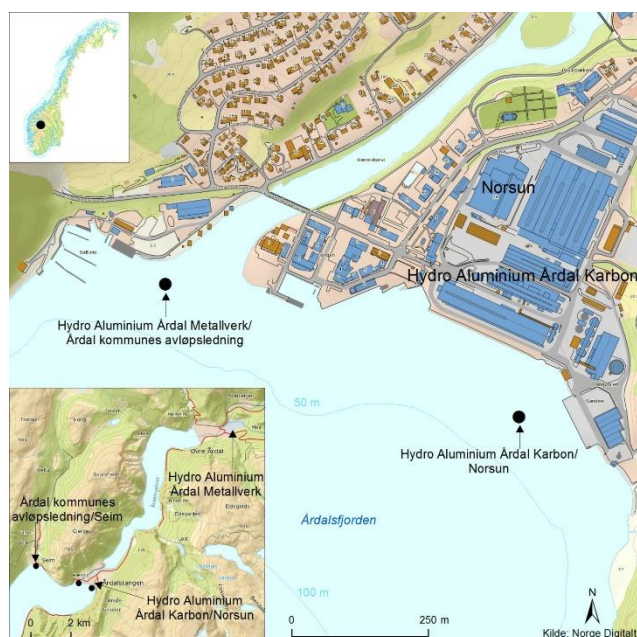 Norsun
Hydro Aluminium Årdal Karbon
Hydro Aluminium Årdal Metallverk/
Årdal kommunes avløpsledning
50 m
Hydro Aluminium Årdal Karbon/
Norsun
Årdalsfjorden
100 m
Øvre Årdal
Hydro Aluminium
Årdal Metallverk
Årdal kommunes
avløpsledning/Seim
Seim
Årdalstangen
Hydro Aluminium
Årdal Karbon/Norsun
0 2 km
0 250 m
N
Kilde: Norge Digitalt